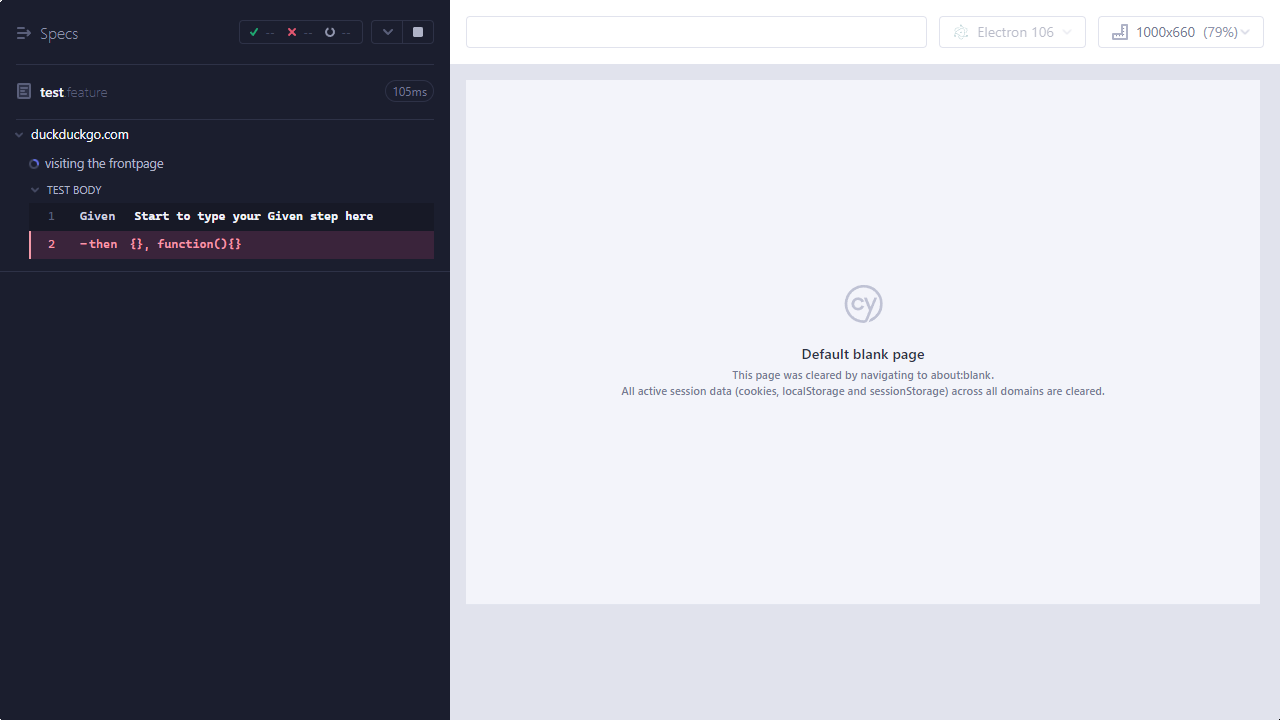 Specs
-- -- --
test.feature
105ms
duckduckgo.com
visiting the frontpage
TEST BODY
1 Given Start to type your Given step here
2 -then {}, function(){}
Electron 106
1000x660 (79%)
cy
Default blank page
This page was cleared by navigating to about:blank.
All active session data (cookies, localStorage and sessionStorage) across all domains are cleared.